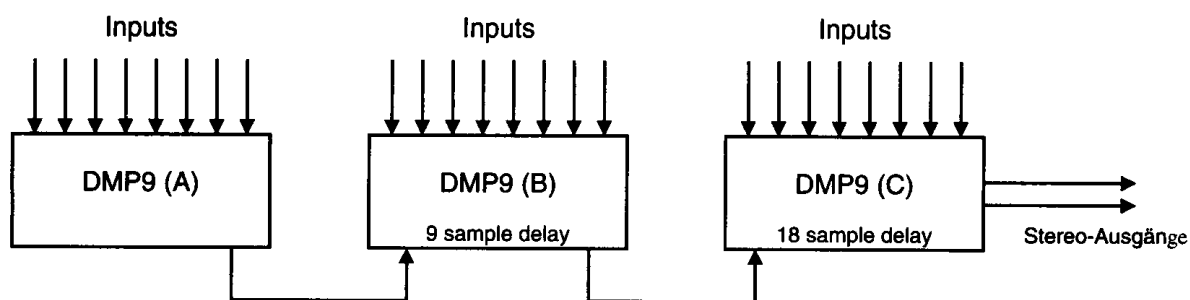 Inputs
Inputs
Inputs
DMP9 (A)
DMP9 (B)
DMP9 (C)
9 sample delay
18 sample delay
Stereo-Ausgänge